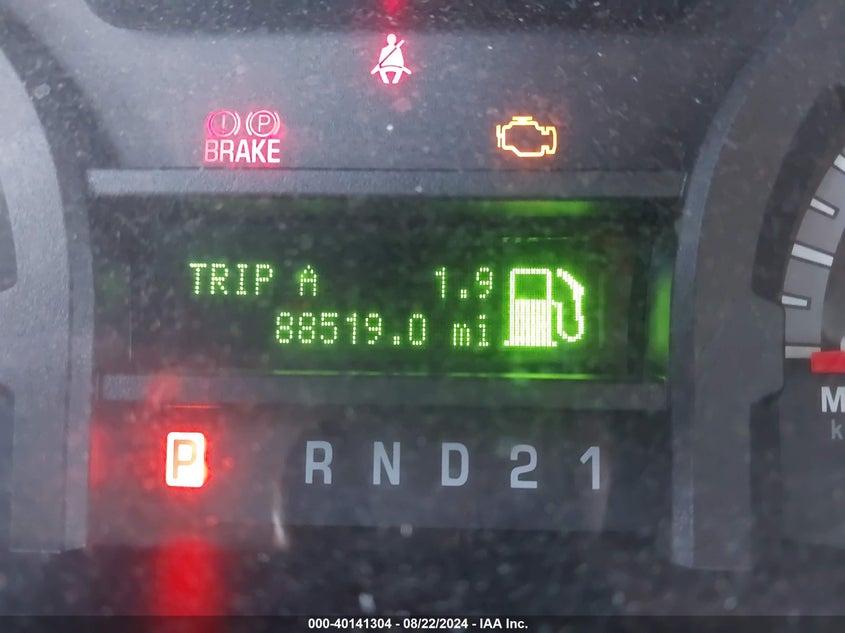 BRAKE
TRIP A 1.9
88519.0 mi
P R N D 2 1
000-40141304 - 08/22/2024 - IAA Inc.